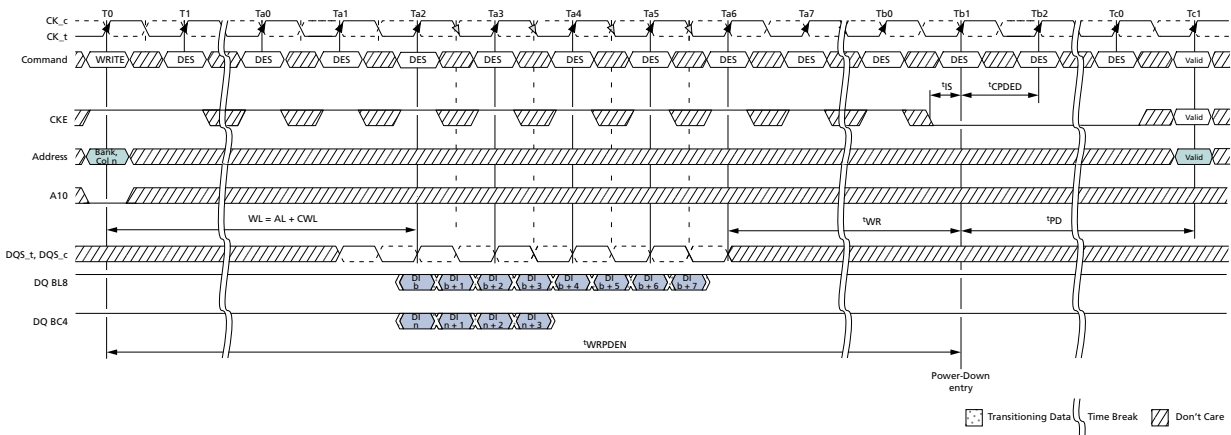 T0 T1 Ta0 Ta1 Ta2 Ta3 Ta4 Ta5 Ta6 Ta7 Tb0 Tb1 Tb2 Tc0 Tc1
CK_c
CK_t
Command WRITE DES DES DES DES DES DES DES DES DES DES DES DES DES Valid
tIS tCPDED
CKE Valid
Address Bank, Col n Valid
A10
WL = AL + CWL tWR tPD
DQS_t, DQS_c
DQ BL8 DI b DI b + 1 DI b + 2 DI b + 3 DI b + 4 DI b + 5 DI b + 6 DI b + 7
DQ BC4 DI n DI n + 1 DI n + 2 DI n + 3
tWRPDEN
Power-Down
entry
Transitioning Data Time Break Don't Care